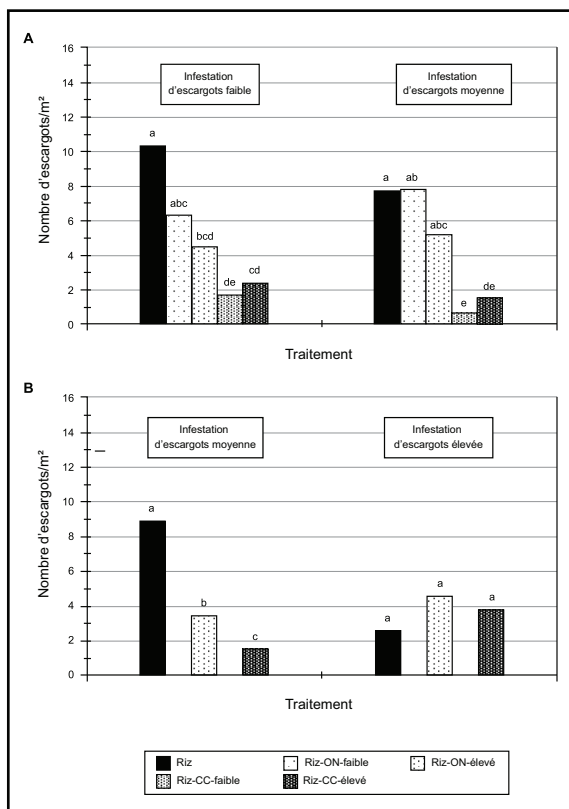 A
16
14
12
10
8
6
4
2
0
Nombre d'escargots/m²
Infestation
d'escargots faible
Infestation
d'escargots moyenne
a
abc
bcd
de
cd
a
ab
abc
e
de
Traitement
B
16
14
12
10
8
6
4
2
0
Nombre d'escargots/m²
Infestation
d'escargots moyenne
Infestation
d'escargots élevée
a
b
c
a
a
a
Traitement
Riz
Riz-ON-faible
Riz-ON-élevé
Riz-CC-faible
Riz-CC-élevé